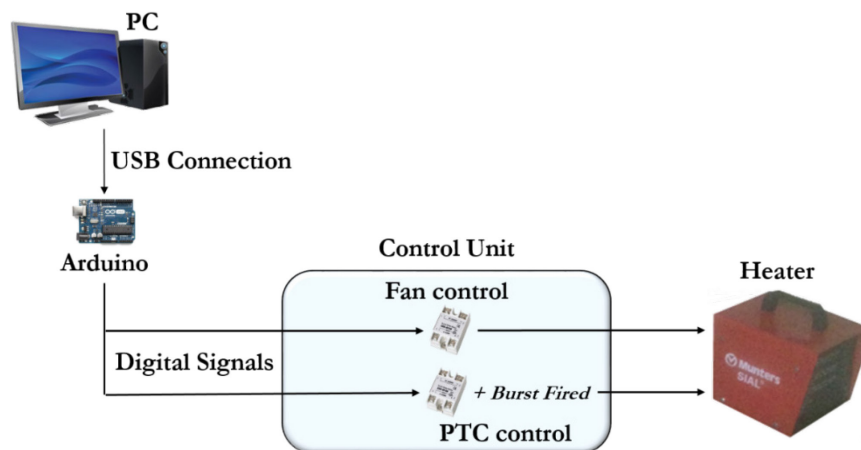 PC
USB Connection
Arduino
Control Unit
Fan control
Heater
Digital Signals
+ Burst Fired
PTC control
Munters
SIAL